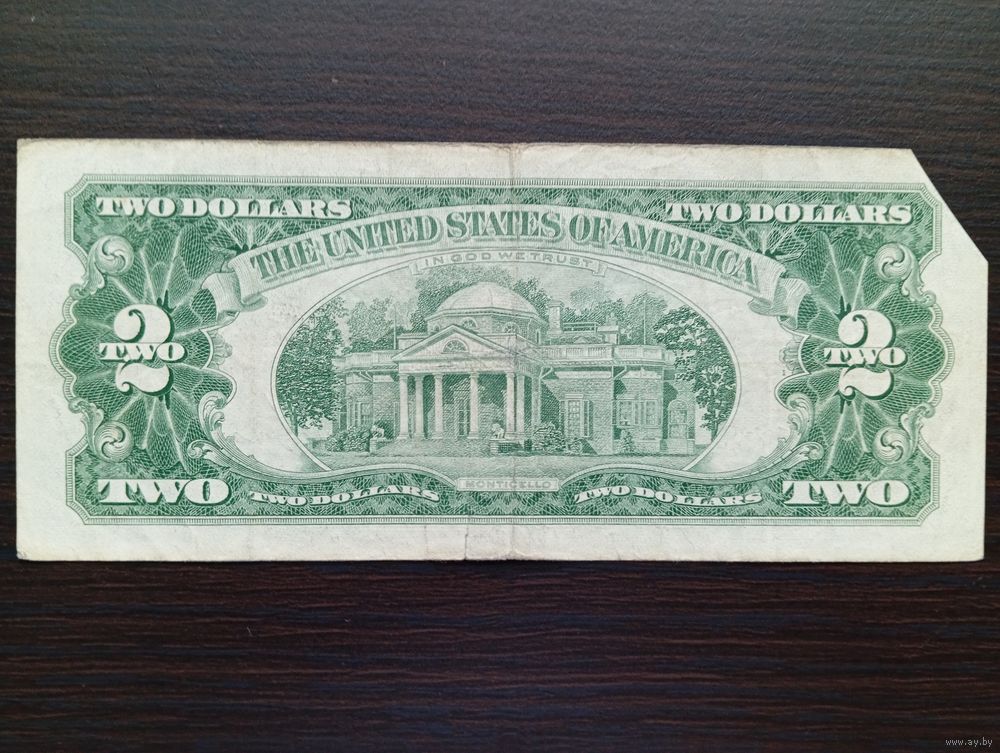 TWO DOLLARS TWO DOLLARS
THE UNITED STATES OF AMERICA
IN GOD WE TRUST
2 2
TWO TWO
MONTICELLO
TWO TWO DOLLARS TWO DOLLARS TWO
www.ay.by